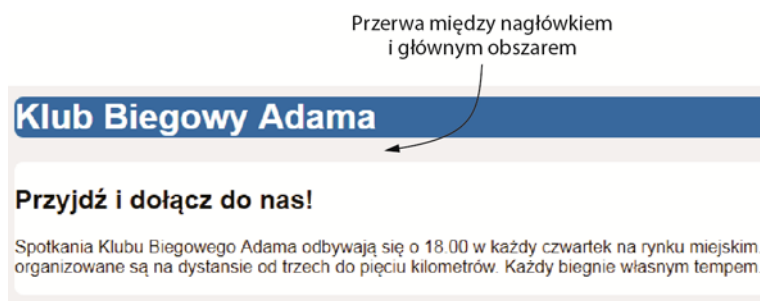 Przerwa między nagłówkiem
i głównym obszarem
Klub Biegowy Adama
Przyjdź i dołącz do nas!
Spotkania Klubu Biegowego Adama odbywają się o 18.00 w każdy czwartek na rynku miejskim.
organizowane są na dystansie od trzech do pięciu kilometrów. Każdy biegnie własnym tempem.